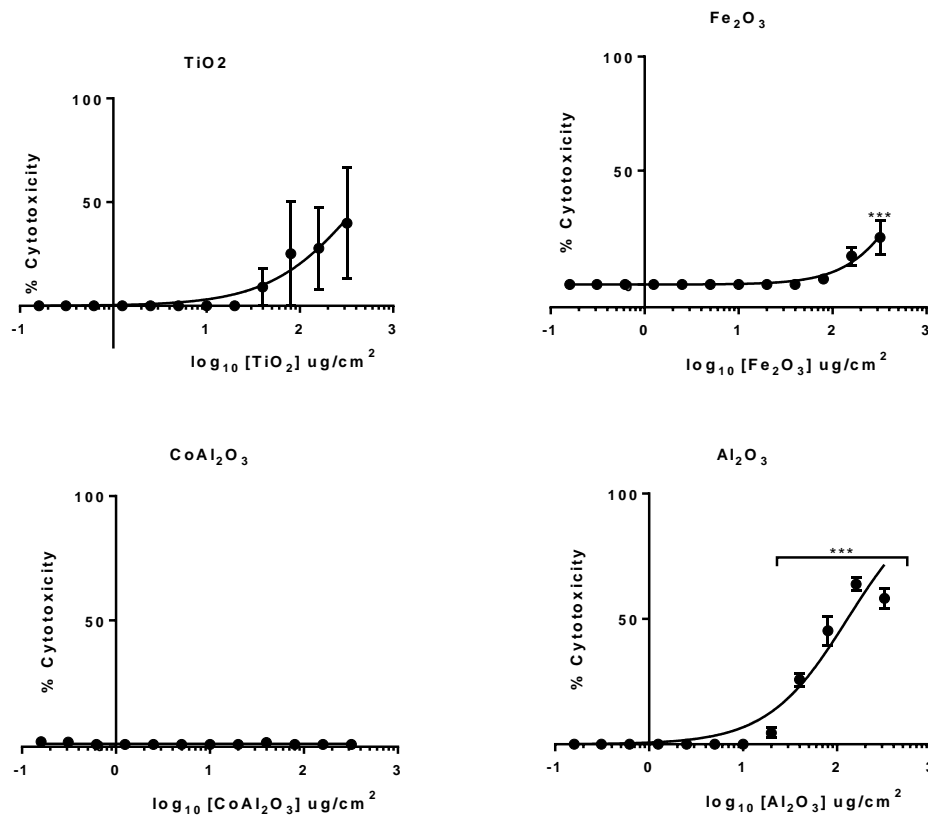 TiO2
100
50
% Cytotoxicity
-1 0 1 2 3
log₁₀ [TiO₂] ug/cm²
Fe₂O₃
100
50
% Cytotoxicity
***
-1 0 1 2 3
log₁₀ [Fe₂O₃] ug/cm²
CoAl₂O₃
100
50
% Cytotoxicity
-1 0 1 2 3
log₁₀ [CoAl₂O₃] ug/cm²
Al₂O₃
100
50
% Cytotoxicity
***
-1 0 1 2 3
log₁₀ [Al₂O₃] ug/cm²